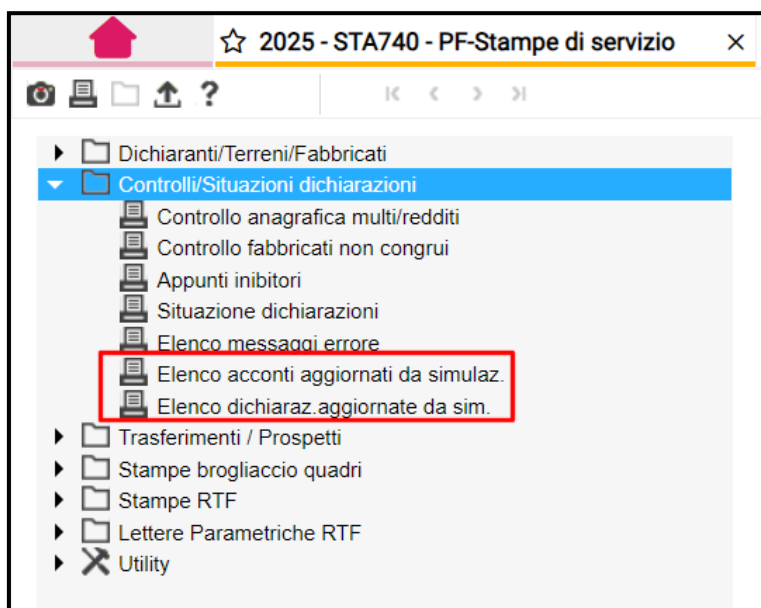 2025 - STA740 - PF-Stampe di servizio
Dichiaranti/Terreni/Fabbricati
Controlli/Situazioni dichiarazioni
Controllo anagrafica multi/redditi
Controllo fabbricati non congrui
Appunti inibitori
Situazione dichiarazioni
Elenco messaggi errore
Elenco acconti aggiornati da simulaz.
Elenco dichiaraz.aggiornate da sim.
Trasferimenti / Prospetti
Stampe brogliaccio quadri
Stampe RTF
Lettere Parametriche RTF
Utility